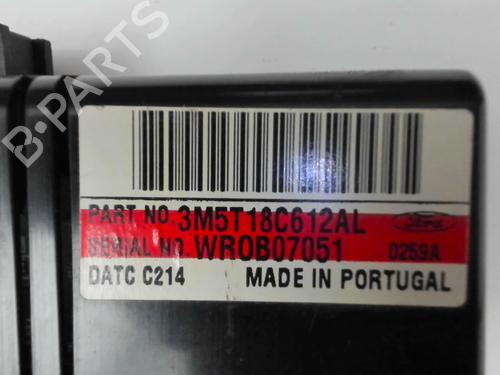 PART NO. 3M5T18C612AL
Ford
SERIAL NO. WROB07051 0259A
DATC C214 MADE IN PORTUGAL
B-PARTS